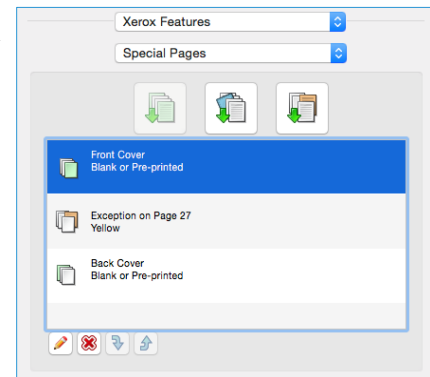 Xerox Features
Special Pages
Front Cover
Blank or Pre-printed
Exception on Page 27
Yellow
Back Cover
Blank or Pre-printed